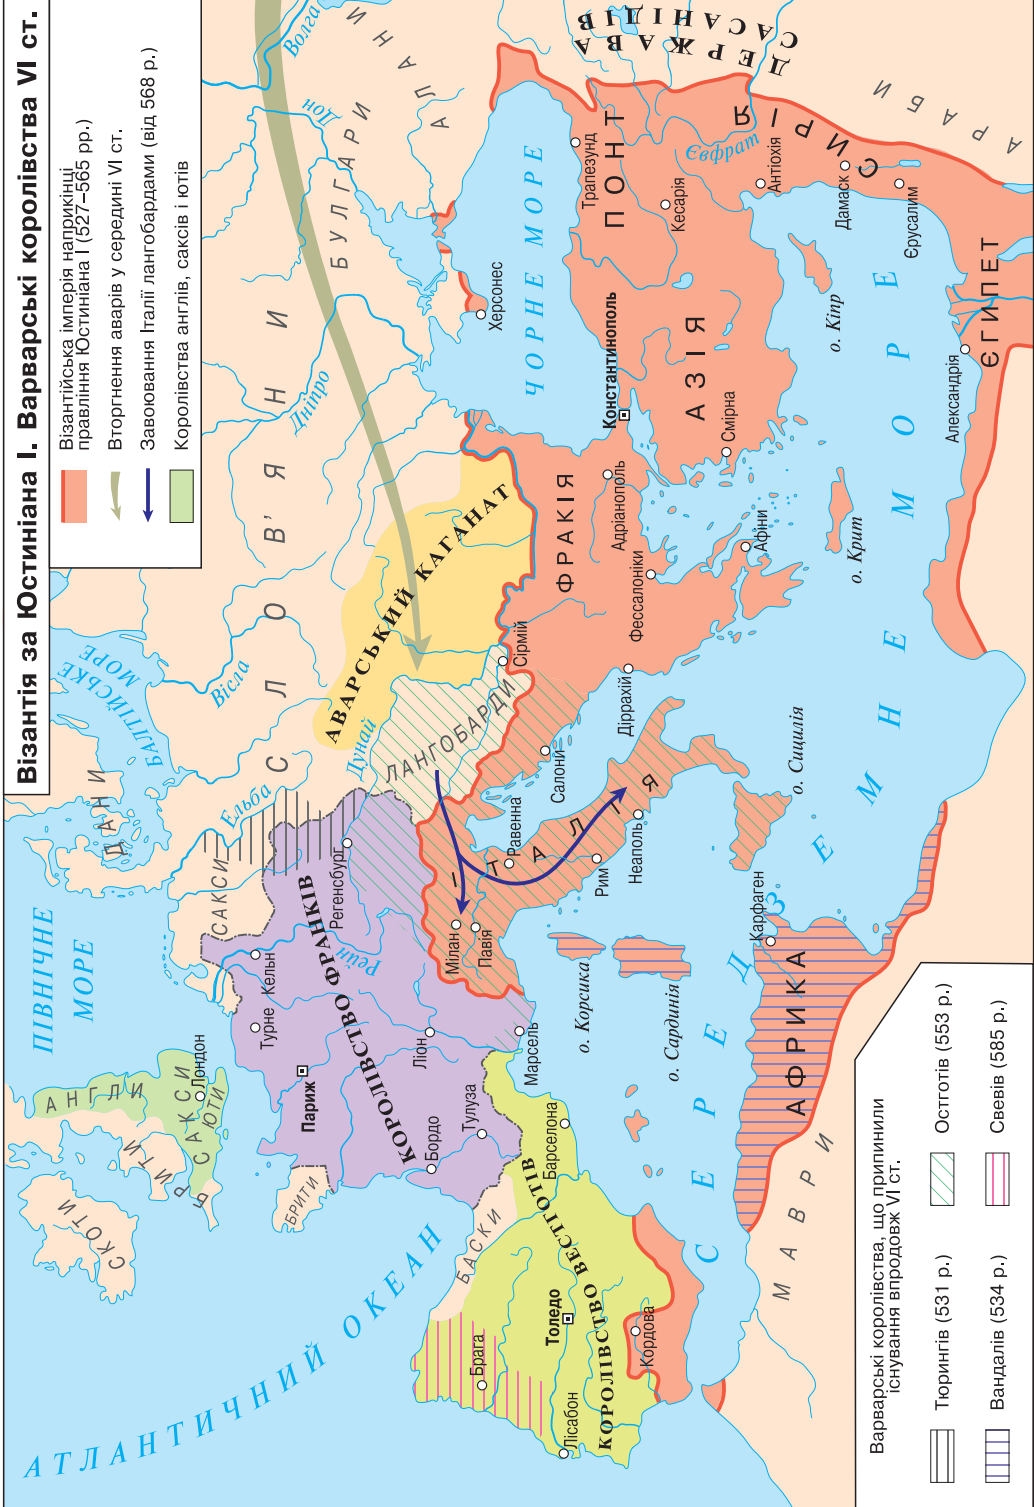 Візантія за Юстиніана І. Варварські королівства VI ст.
Візантійська імперія наприкінці
правління Юстиніана І (527–565 рр.)
Вторгнення аварів у середині VI ст.
Завоювання Італії лангобардами (від 568 р.)
Королівства англів, саксів і ютів
АТЛАНТИЧНИЙ ОКЕАН
ПІВНІЧНЕ
МОРЕ
БАЛТІЙСЬКЕ
МОРЕ
ЧОРНЕ МОРЕ
СЕРЕДЗЕМНЕ МОРЕ
СКОТИ
БРИТИ
АНГЛИ
САКСИ
ЮТИ
Лондон
БРИТИ
ДАНИ
САКСИ
Ельба
Вісла
СЛОВ’ЯНИ
Дніпро
Дон
Волга
БУЛГАРИ
АЛАНИ
Турне
Кельн
Париж
Рейн
Регенсбург
КОРОЛІВСТВО ФРАНКІВ
Ліон
Бордо
Тулуза
Марсель
Дунай
ЛАНГОБАРДИ
АВАРСЬКИЙ КАГАНАТ
Сірмій
БАСКИ
Брага
Лісабон
Толедо
Барселона
КОРОЛІВСТВО ВЕСТГОТІВ
Кордова
Мілан
Павія
Равенна
ІТАЛІЯ
Рим
Неаполь
Салони
Діррахій
о. Корсика
о. Сардинія
о. Сицилія
Карфаген
АФРИКА
МАВРИ
ФРАКІЯ
Адріанополь
Фессалоніки
Афіни
Константинополь
Смірна
АЗІЯ
о. Крит
о. Кіпр
Херсонес
Трапезунд
ПОНТ
Кесарія
Євфрат
Антіохія
СИРІЯ
Дамаск
Єрусалим
Александрія
ЄГИПЕТ
ДЕРЖАВА
САСАНІДІВ
АРАБИ
Варварські королівства, що припинили
існування впродовж VI ст.
Тюрингів (531 р.)
Остготів (553 р.)
Вандалів (534 р.)
Свевів (585 р.)